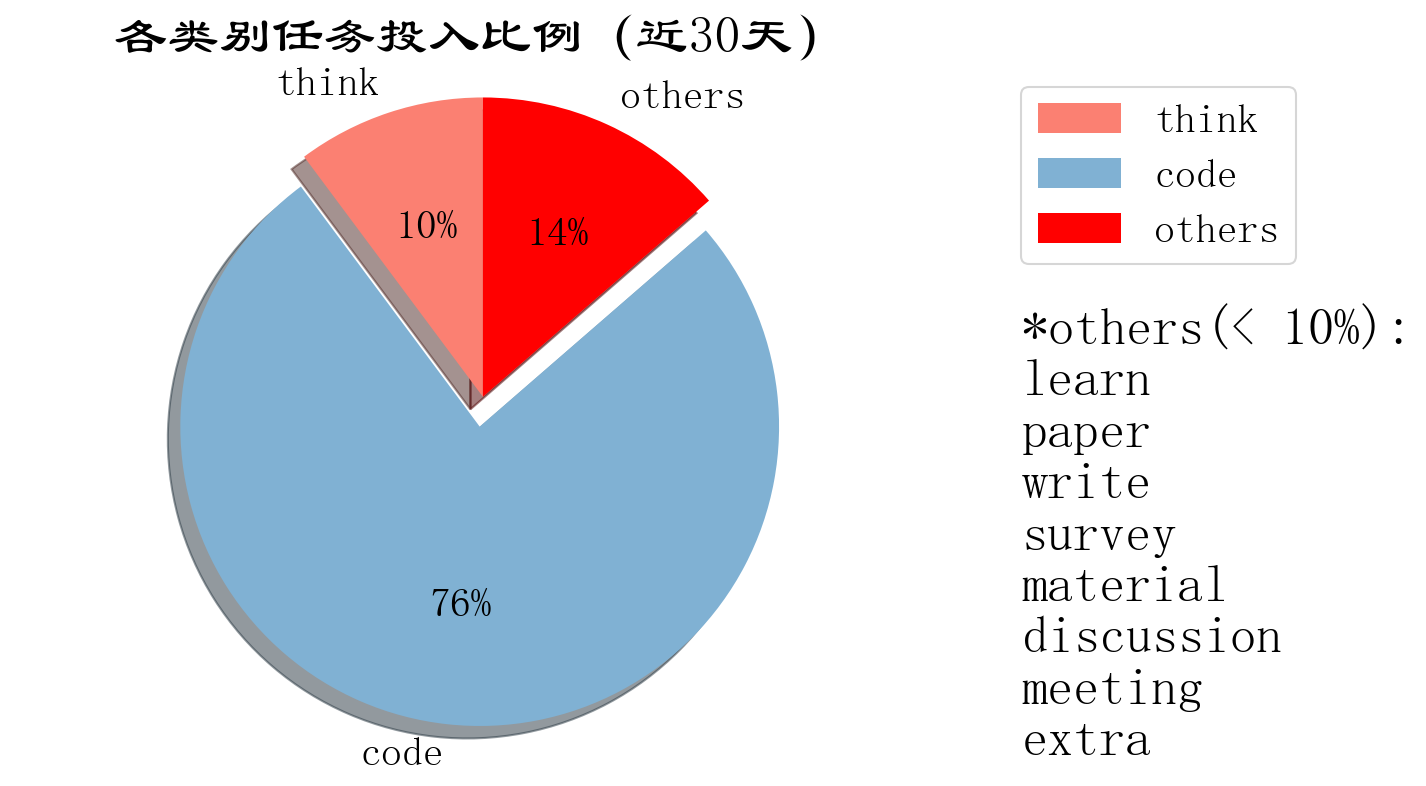 各类别任务投入比例 (近30天)
think
others
10%
14%
76%
code
think
code
others
*others(< 10%):
learn
paper
write
survey
material
discussion
meeting
extra